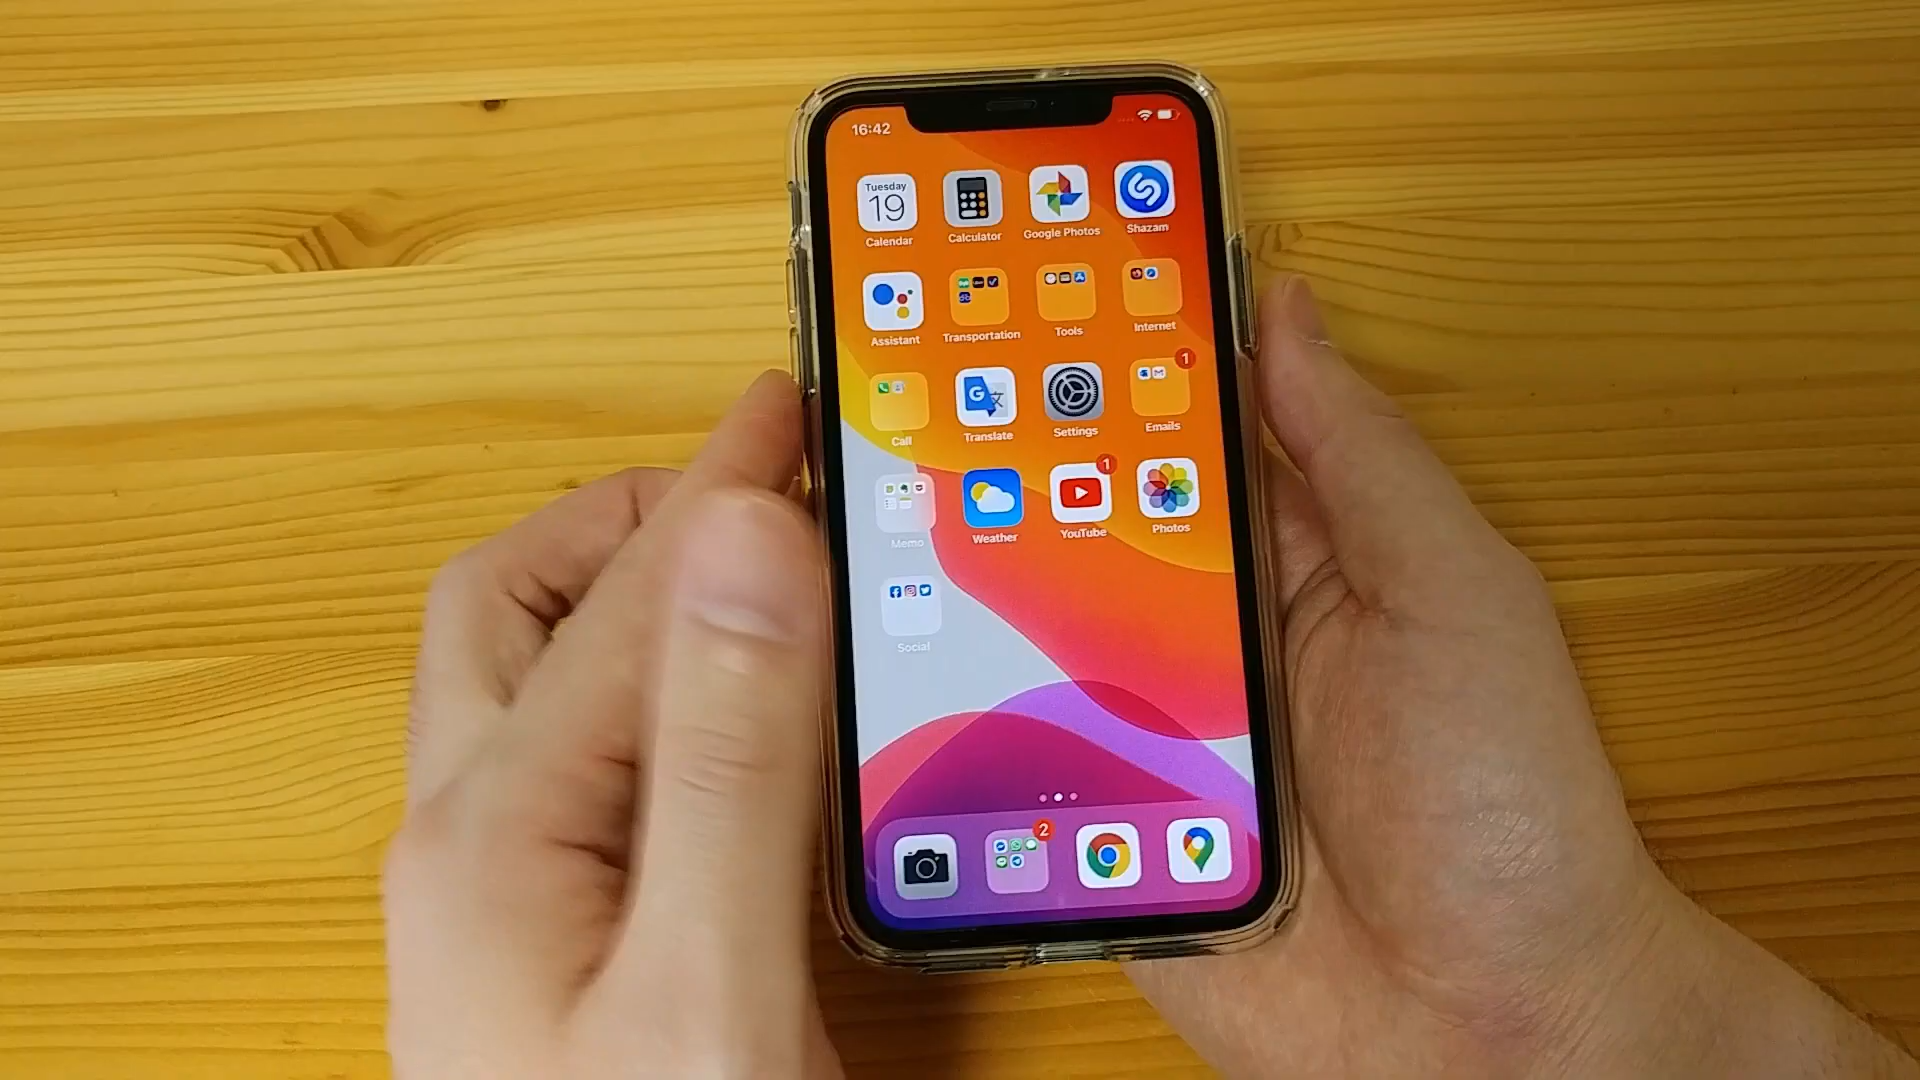 16:42
Tuesday
19
Calendar
Calculator
Google Photos
Shazam
Assistant
Transportation
Tools
Internet
1
Call
Translate
Settings
Emails
1
Memo
Weather
YouTube
Photos
Social
2